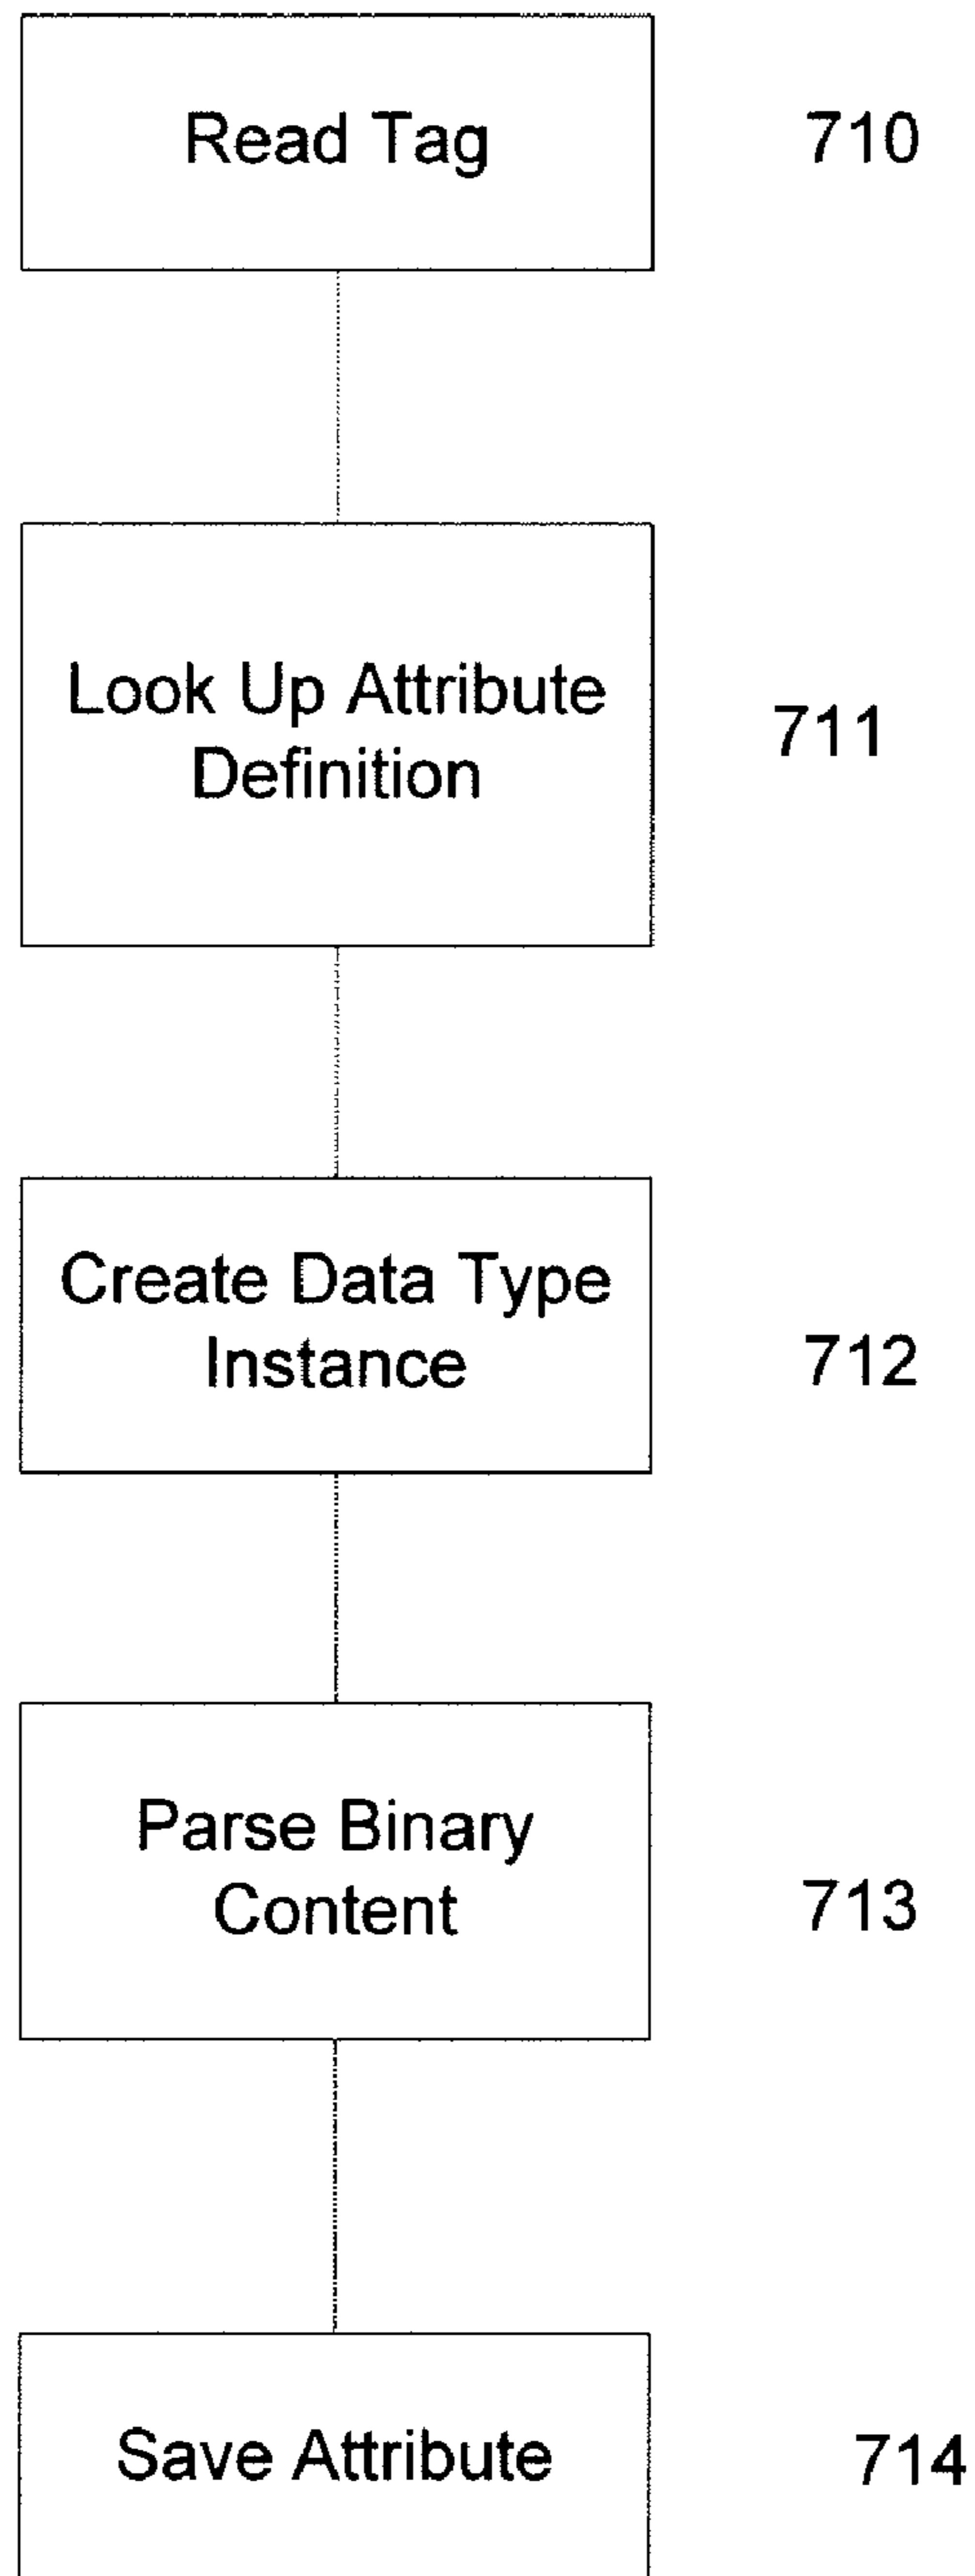 Read Tag
710
Look Up Attribute
Definition
711
Create Data Type
Instance
712
Parse Binary
Content
713
Save Attribute
714